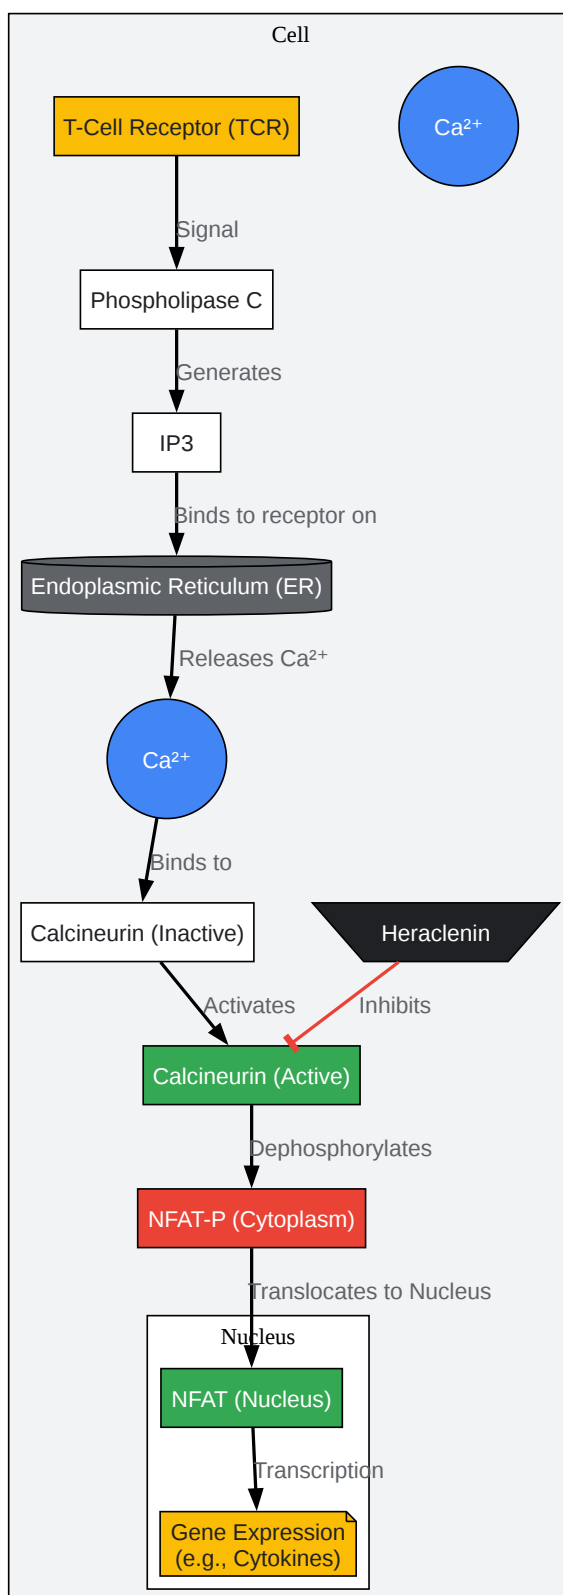 Cell
T-Cell Receptor (TCR)
Ca²⁺
Signal
Phospholipase C
Generates
IP3
Binds to receptor on
Endoplasmic Reticulum (ER)
Releases Ca²⁺
Ca²⁺
Binds to
Calcineurin (Inactive)
Heraclenin
Activates
Inhibits
Calcineurin (Active)
Dephosphorylates
NFAT-P (Cytoplasm)
Translocates to Nucleus
Nucleus
NFAT (Nucleus)
Transcription
Gene Expression
(e.g., Cytokines)